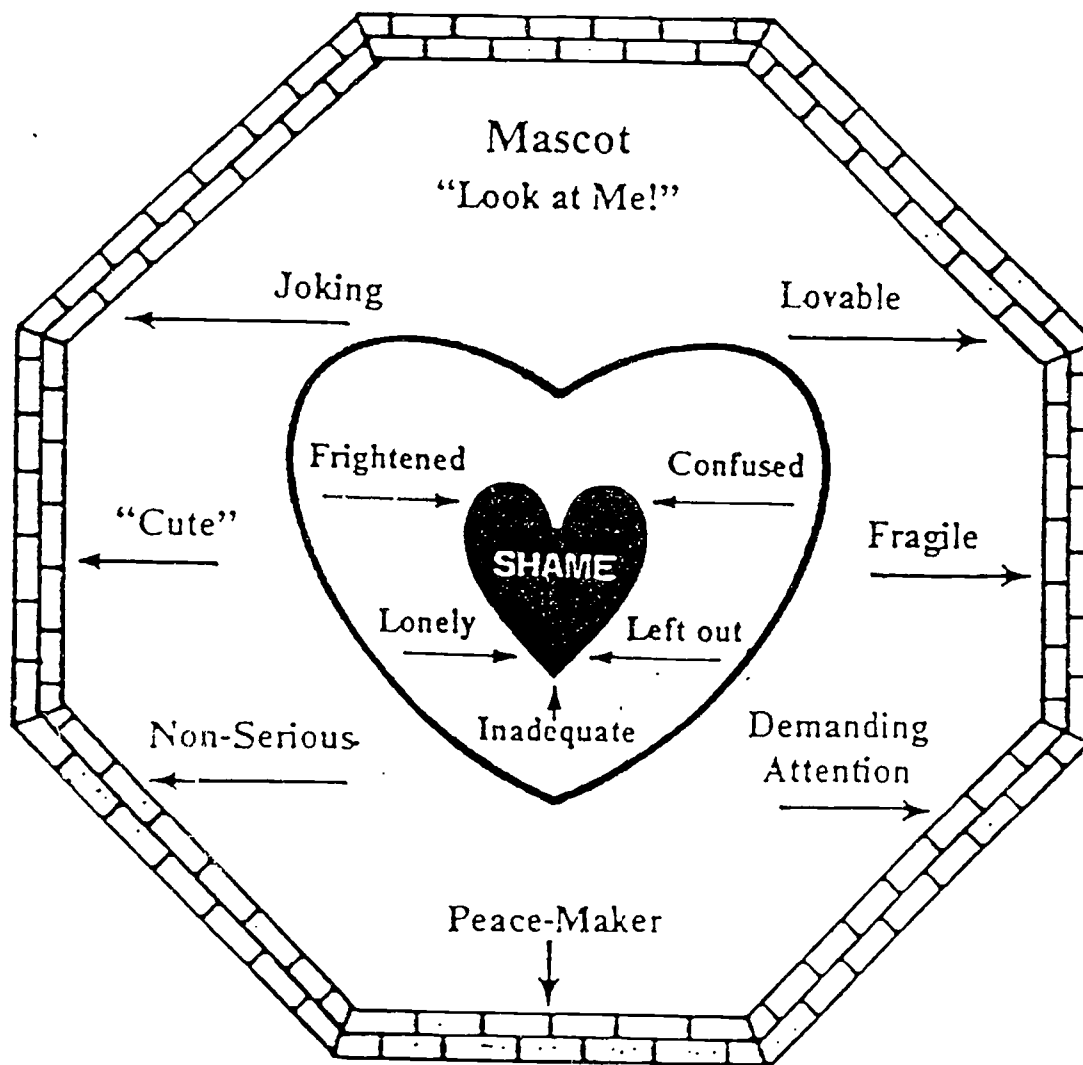 Mascot
“Look at Me!”
Joking
Lovable
Frightened
Confused
“Cute”
SHAME
Fragile
Lonely
Left out
Non-Serious
Inadequate
Demanding
Attention
Peace-Maker